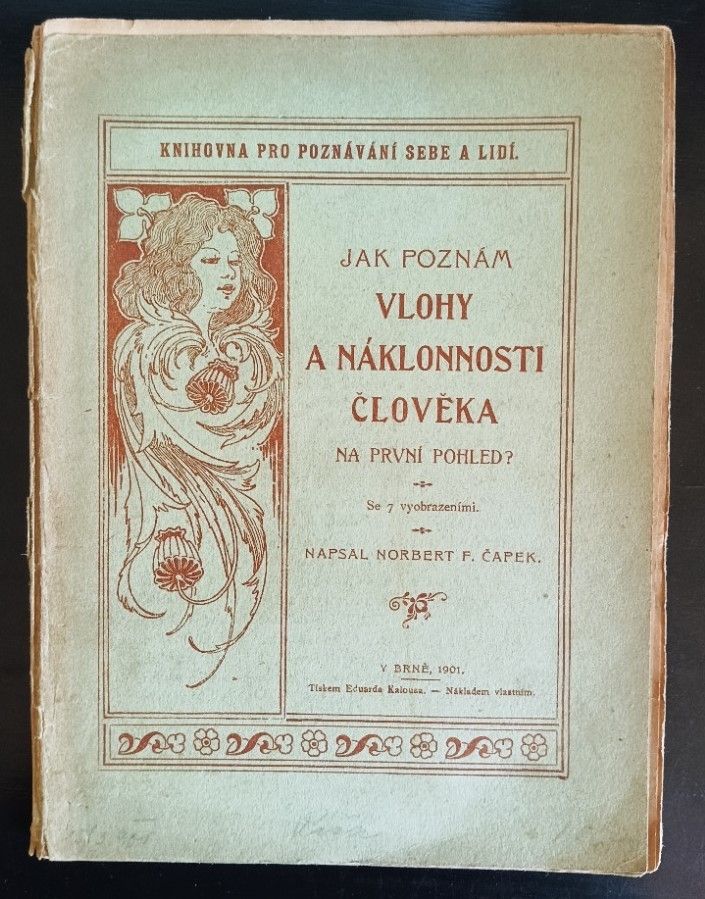 KNIHOVNA PRO POZNÁVÁNÍ SEBE A LIDÍ.
JAK POZNÁM
VLOHY
A NÁKLONNOSTI
ČLOVĚKA
NA PRVNÍ POHLED?
Se 7 vyobrazeními.
NAPSAL NORBERT F. ČAPEK.
V BRNĚ, 1901.
Tiskem Eduarda Kalousa. — Nákladem vlastním.